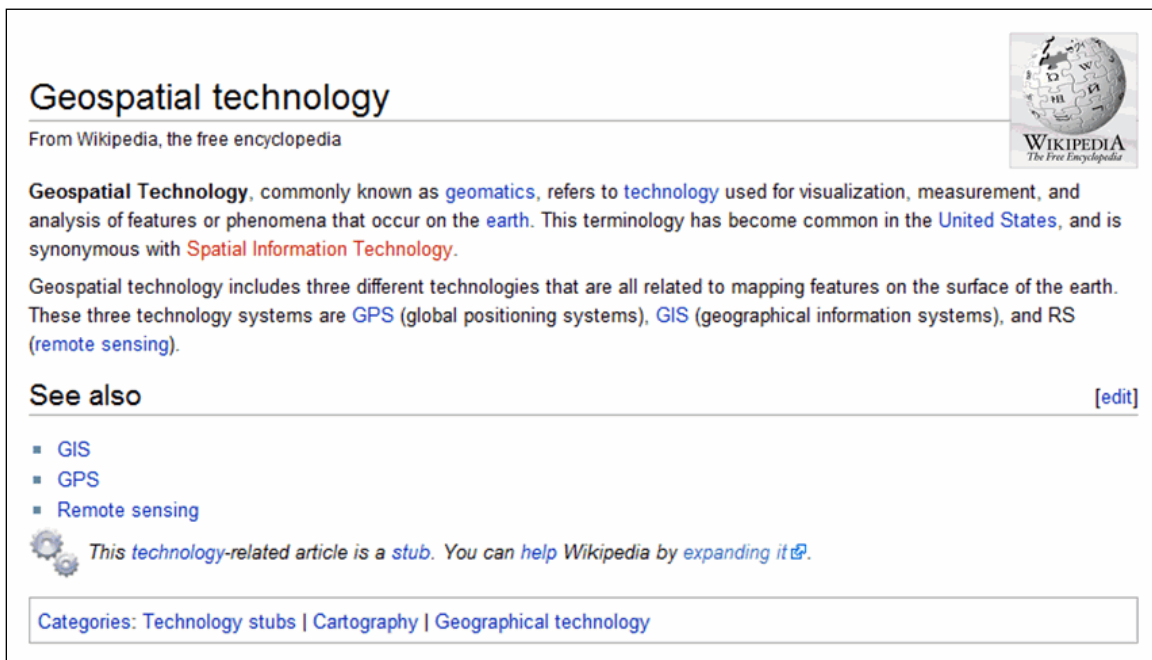 WIKIPEDIA
The Free Encyclopedia
Geospatial technology
From Wikipedia, the free encyclopedia
Geospatial Technology, commonly known as geomatics, refers to technology used for visualization, measurement, and
analysis of features or phenomena that occur on the earth. This terminology has become common in the United States, and is
synonymous with Spatial Information Technology.
Geospatial technology includes three different technologies that are all related to mapping features on the surface of the earth.
These three technology systems are GPS (global positioning systems), GIS (geographical information systems), and RS
(remote sensing).
See also [edit]
GIS
GPS
Remote sensing
This technology-related article is a stub. You can help Wikipedia by expanding it.
Categories: Technology stubs | Cartography | Geographical technology